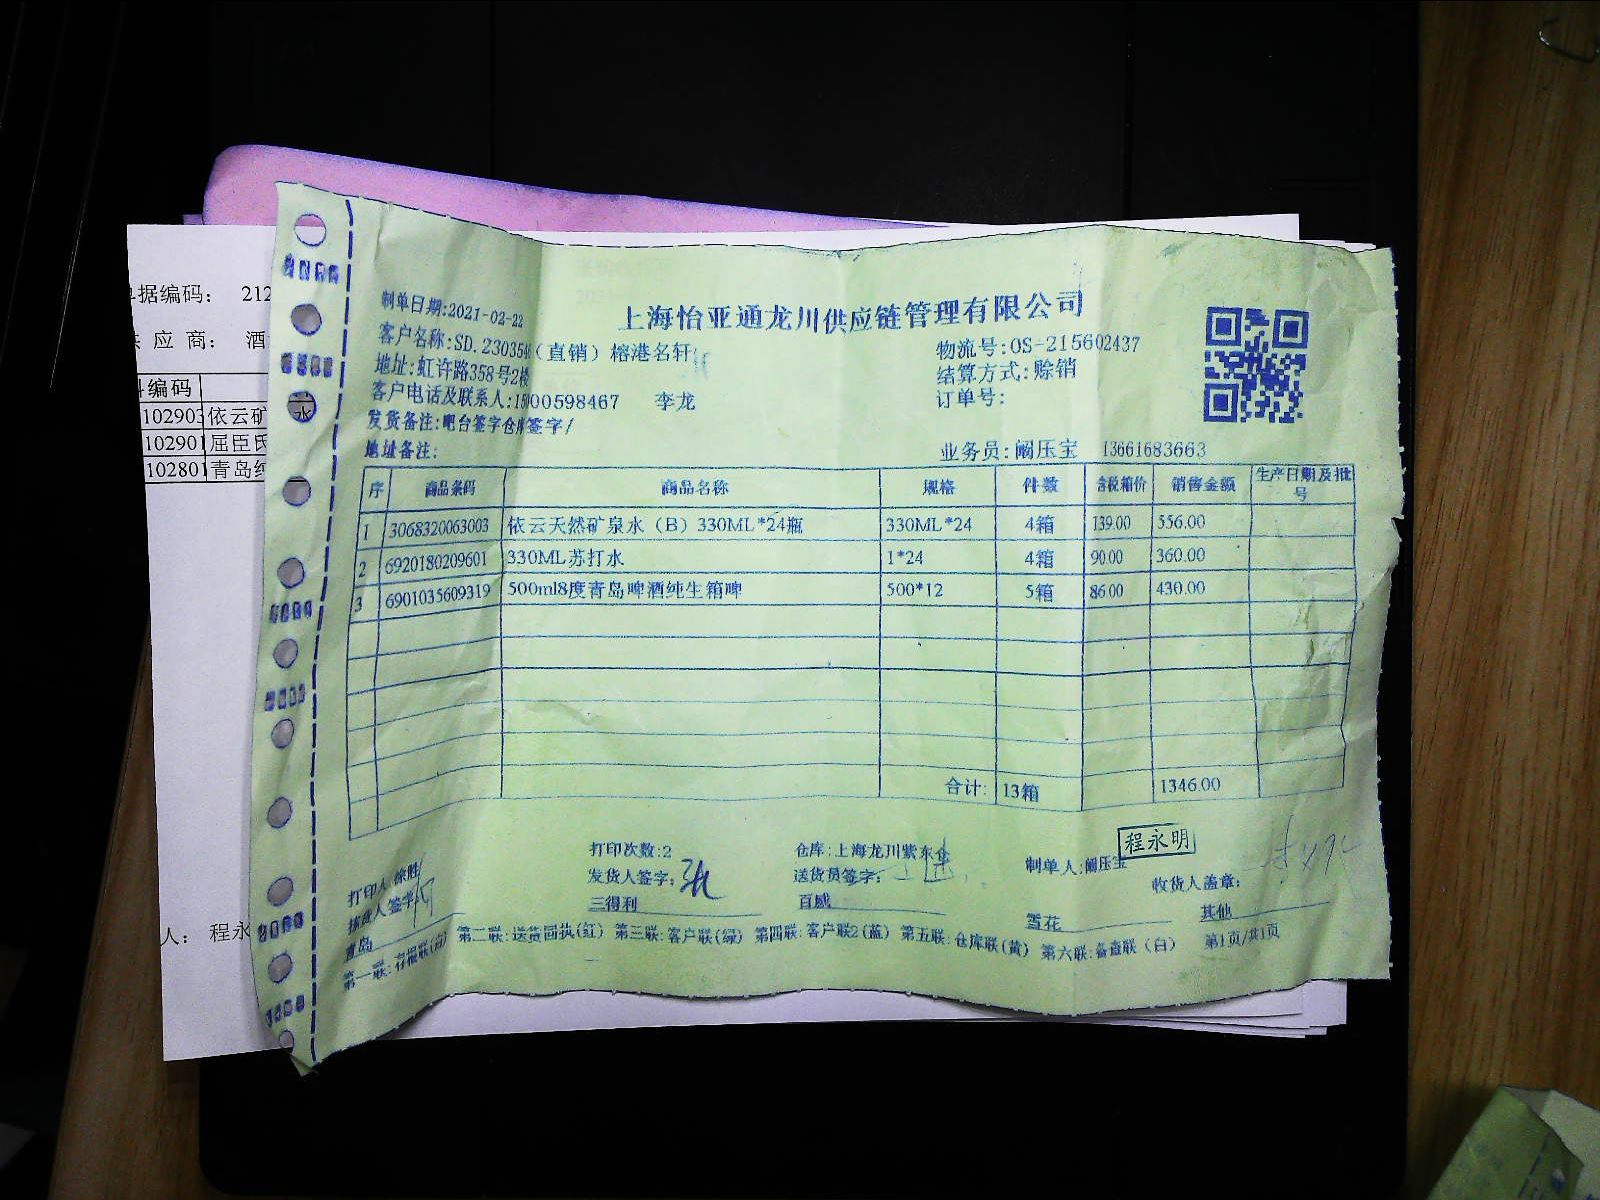 单据编码： 212
供 应 商： 酒
料编码
102903 依云矿
102901 屈臣氏
102801 青岛纯
人： 程永
上海怡亚通龙川供应链管理有限公司
制单日期:2021-02-22
客户名称:SD.230354 （直销）榕港名轩 物流号:OS-215602437
地址:虹许路358号2楼 结算方式:赊销
客户电话及联系人:1 00598467 李龙 订单号:
发货备注:吧台签字仓库签字/
地址备注: 业务员:阚压宝 13661683663
序 商品条码 商品名称 规格 件数 含税箱价 销售金额 生产日期及批号
1 3068320063003 依云天然矿泉水（B）330ML*24瓶 330ML*24 4箱 139.00 556.00
2 6920180209601 330ML苏打水 1*24 4箱 90.00 360.00
3 6901035609319 500ml8度青岛啤酒纯生箱啤 500*12 5箱 86.00 430.00
合计: 13箱 1346.00
程永明
打印人:徐胜 打印次数:2 仓库:上海龙川紫东仓 制单人:阚压宝
发货人签字: 送货员签字: 收货人盖章:
青岛 三得利 百威 雪花 其他
第一联:存根联(白) 第二联:送货回执(红) 第三联:客户联(绿) 第四联:客户联2(蓝) 第五联:仓库联(黄) 第六联:备查联（白） 第1页/共1页